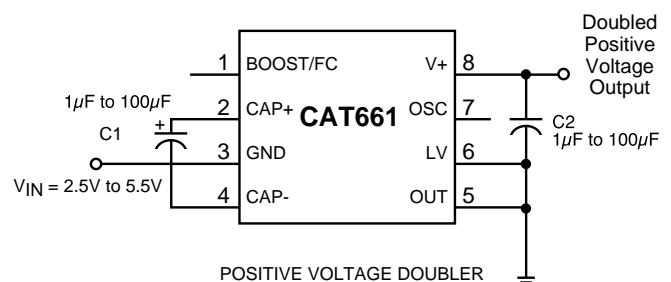 Doubled
Positive
Voltage
Output
1 BOOST/FC V+ 8
1µF to 100µF
2 CAP+ CAT661 OSC 7
C1 +
C2
1µF to 100µF
3 GND LV 6
VIN = 2.5V to 5.5V
4 CAP- OUT 5
POSITIVE VOLTAGE DOUBLER